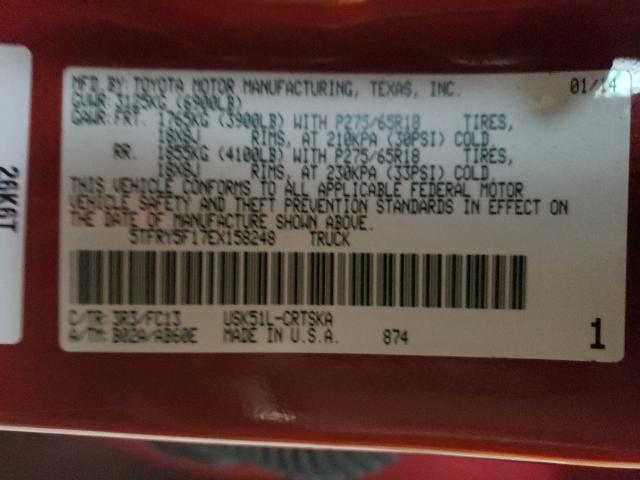 MFD. BY: TOYOTA MOTOR MANUFACTURING, TEXAS, INC. 01/14
GVWR: 3125KG (6900LB)
GAWR: FRT. 1765KG (3900LB) WITH P275/65R18 TIRES,
18X8J RIMS, AT 210KPA (30PSI) COLD
RR. 1855KG (4100LB) WITH P275/65R18 TIRES,
18X8J RIMS, AT 230KPA (33PSI) COLD
THIS VEHICLE CONFORMS TO ALL APPLICABLE FEDERAL MOTOR
VEHICLE SAFETY AND THEFT PREVENTION STANDARDS IN EFFECT ON
THE DATE OF MANUFACTURE SHOWN ABOVE.
5TFRY5F17EX158248 TRUCK
C/TR: 3R3/FC13 USK51L-CRTSKA
A/TM: B02A/AB60E MADE IN U.S.A. 874 1
26K6T